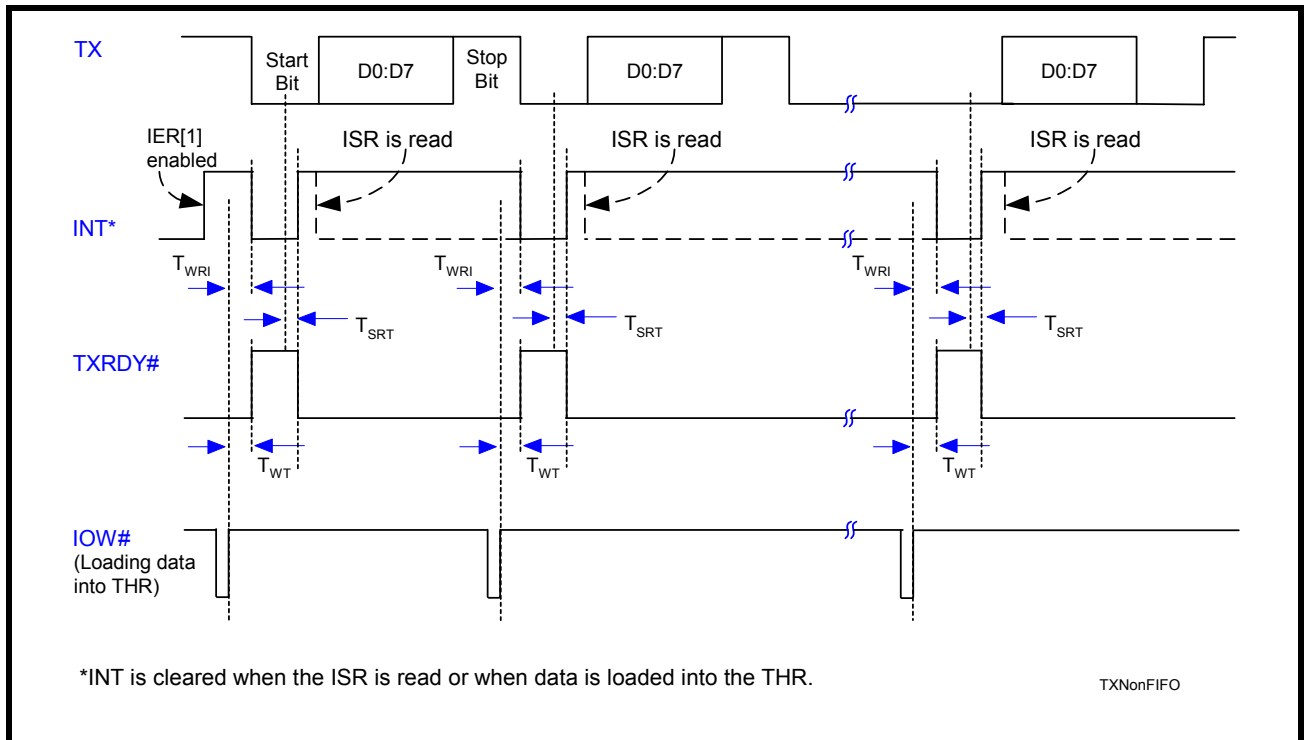 TX
Start
Bit
D0:D7
Stop
Bit
D0:D7
D0:D7
IER[1]
enabled
ISR is read
ISR is read
ISR is read
INT*
TWRI
TWRI
TWRI
TSRT
TSRT
TSRT
TXRDY#
TWT
TWT
TWT
IOW#
(Loading data
into THR)
*INT is cleared when the ISR is read or when data is loaded into the THR.
TXNonFIFO